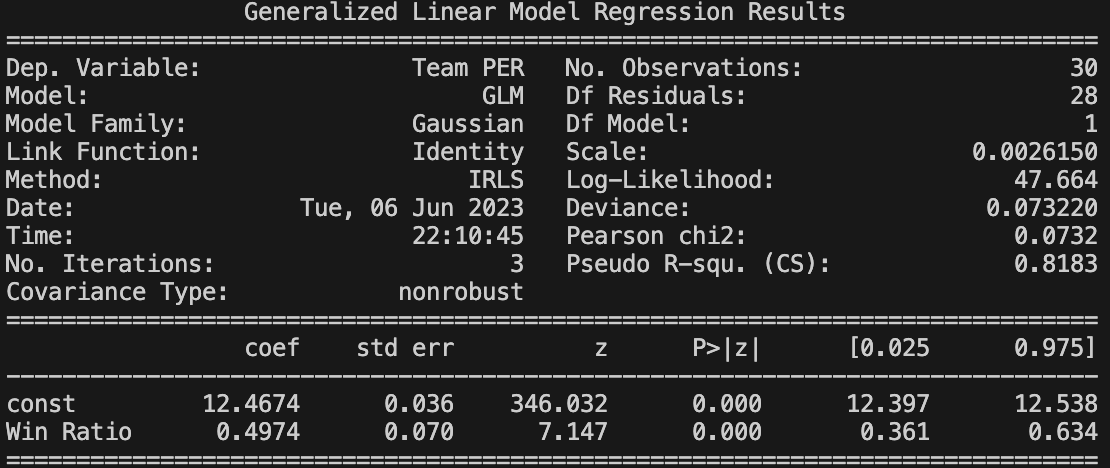 Generalized Linear Model Regression Results
==============================================================================
Dep. Variable:               Team PER   No. Observations:                   30
Model:                            GLM   Df Residuals:                       28
Model Family:                Gaussian   Df Model:                            1
Link Function:               Identity   Scale:                       0.0026150
Method:                          IRLS   Log-Likelihood:                 47.664
Date:                Tue, 06 Jun 2023   Deviance:                     0.073220
Time:                        22:10:45   Pearson chi2:                   0.0732
No. Iterations:                     3   Pseudo R-squ. (CS):             0.8183
Covariance Type:            nonrobust
==============================================================================
                 coef    std err          z      P>|z|      [0.025      0.975]
------------------------------------------------------------------------------
const         12.4674      0.036    346.032      0.000      12.397      12.538
Win Ratio      0.4974      0.070      7.147      0.000       0.361       0.634
==============================================================================